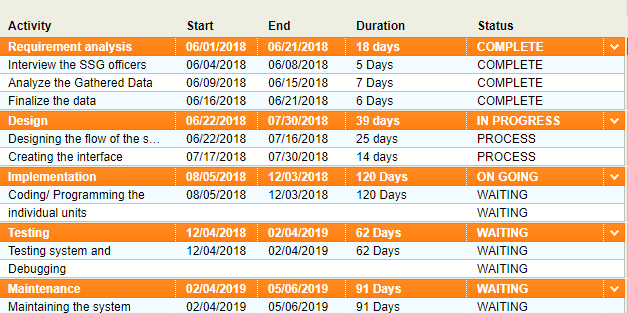 Activity Start End Duration Status
Requirement analysis 06/01/2018 06/21/2018 18 days COMPLETE
Interview the SSG officers 06/04/2018 06/08/2018 5 Days COMPLETE
Analyze the Gathered Data 06/09/2018 06/15/2018 7 Days COMPLETE
Finalize the data 06/16/2018 06/21/2018 6 Days COMPLETE
Design 06/22/2018 07/30/2018 39 days IN PROGRESS
Designing the flow of the s... 06/22/2018 07/16/2018 25 days PROCESS
Creating the interface 07/17/2018 07/30/2018 14 days PROCESS
Implementation 08/05/2018 12/03/2018 120 Days ON GOING
Coding/ Programming the 08/05/2018 12/03/2018 120 Days WAITING
individual units WAITING
Testing 12/04/2018 02/04/2019 62 Days WAITING
Testing system and 12/04/2018 02/04/2019 62 Days WAITING
Debugging WAITING
Maintenance 02/04/2019 05/06/2019 91 Days WAITING
Maintaining the system 02/04/2019 05/06/2019 91 Days WAITING